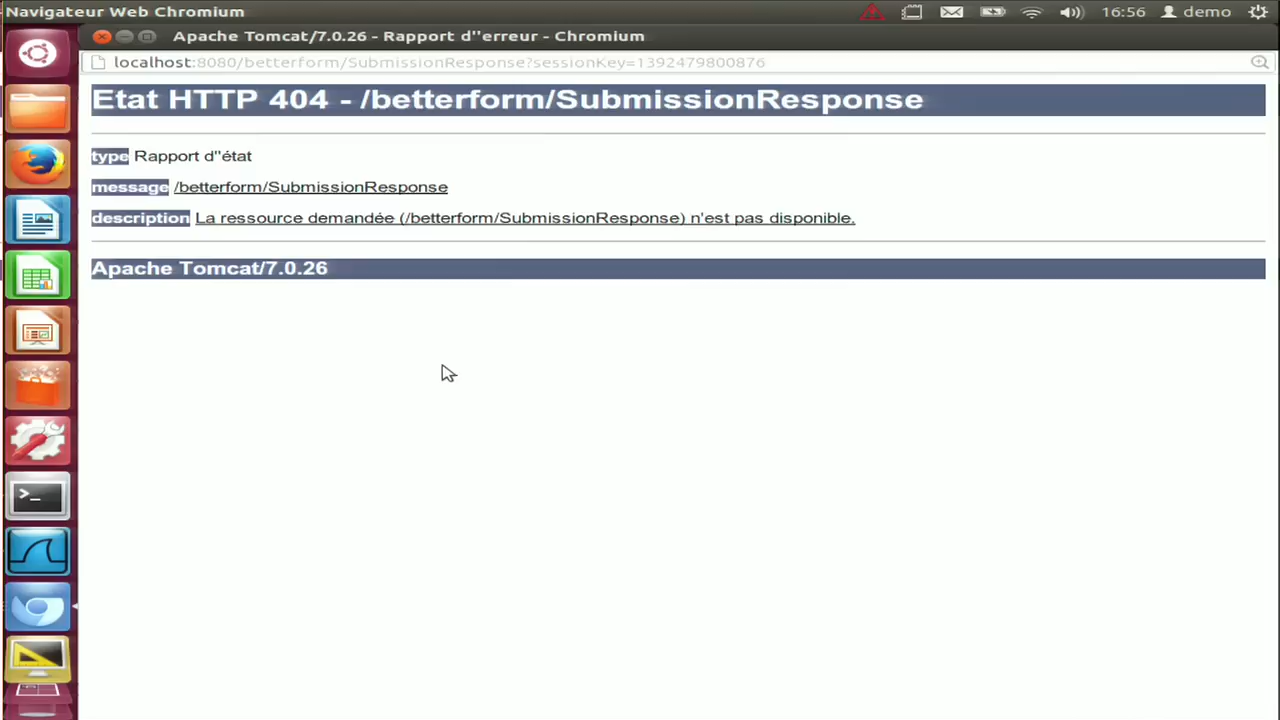 Navigateur Web Chromium
16:56 demo
Apache Tomcat/7.0.26 - Rapport d''erreur - Chromium
localhost:8080/betterform/SubmissionResponse?sessionKey=1392479800876
Etat HTTP 404 - /betterform/SubmissionResponse
type Rapport d''état
message /betterform/SubmissionResponse
description La ressource demandée (/betterform/SubmissionResponse) n'est pas disponible.
Apache Tomcat/7.0.26